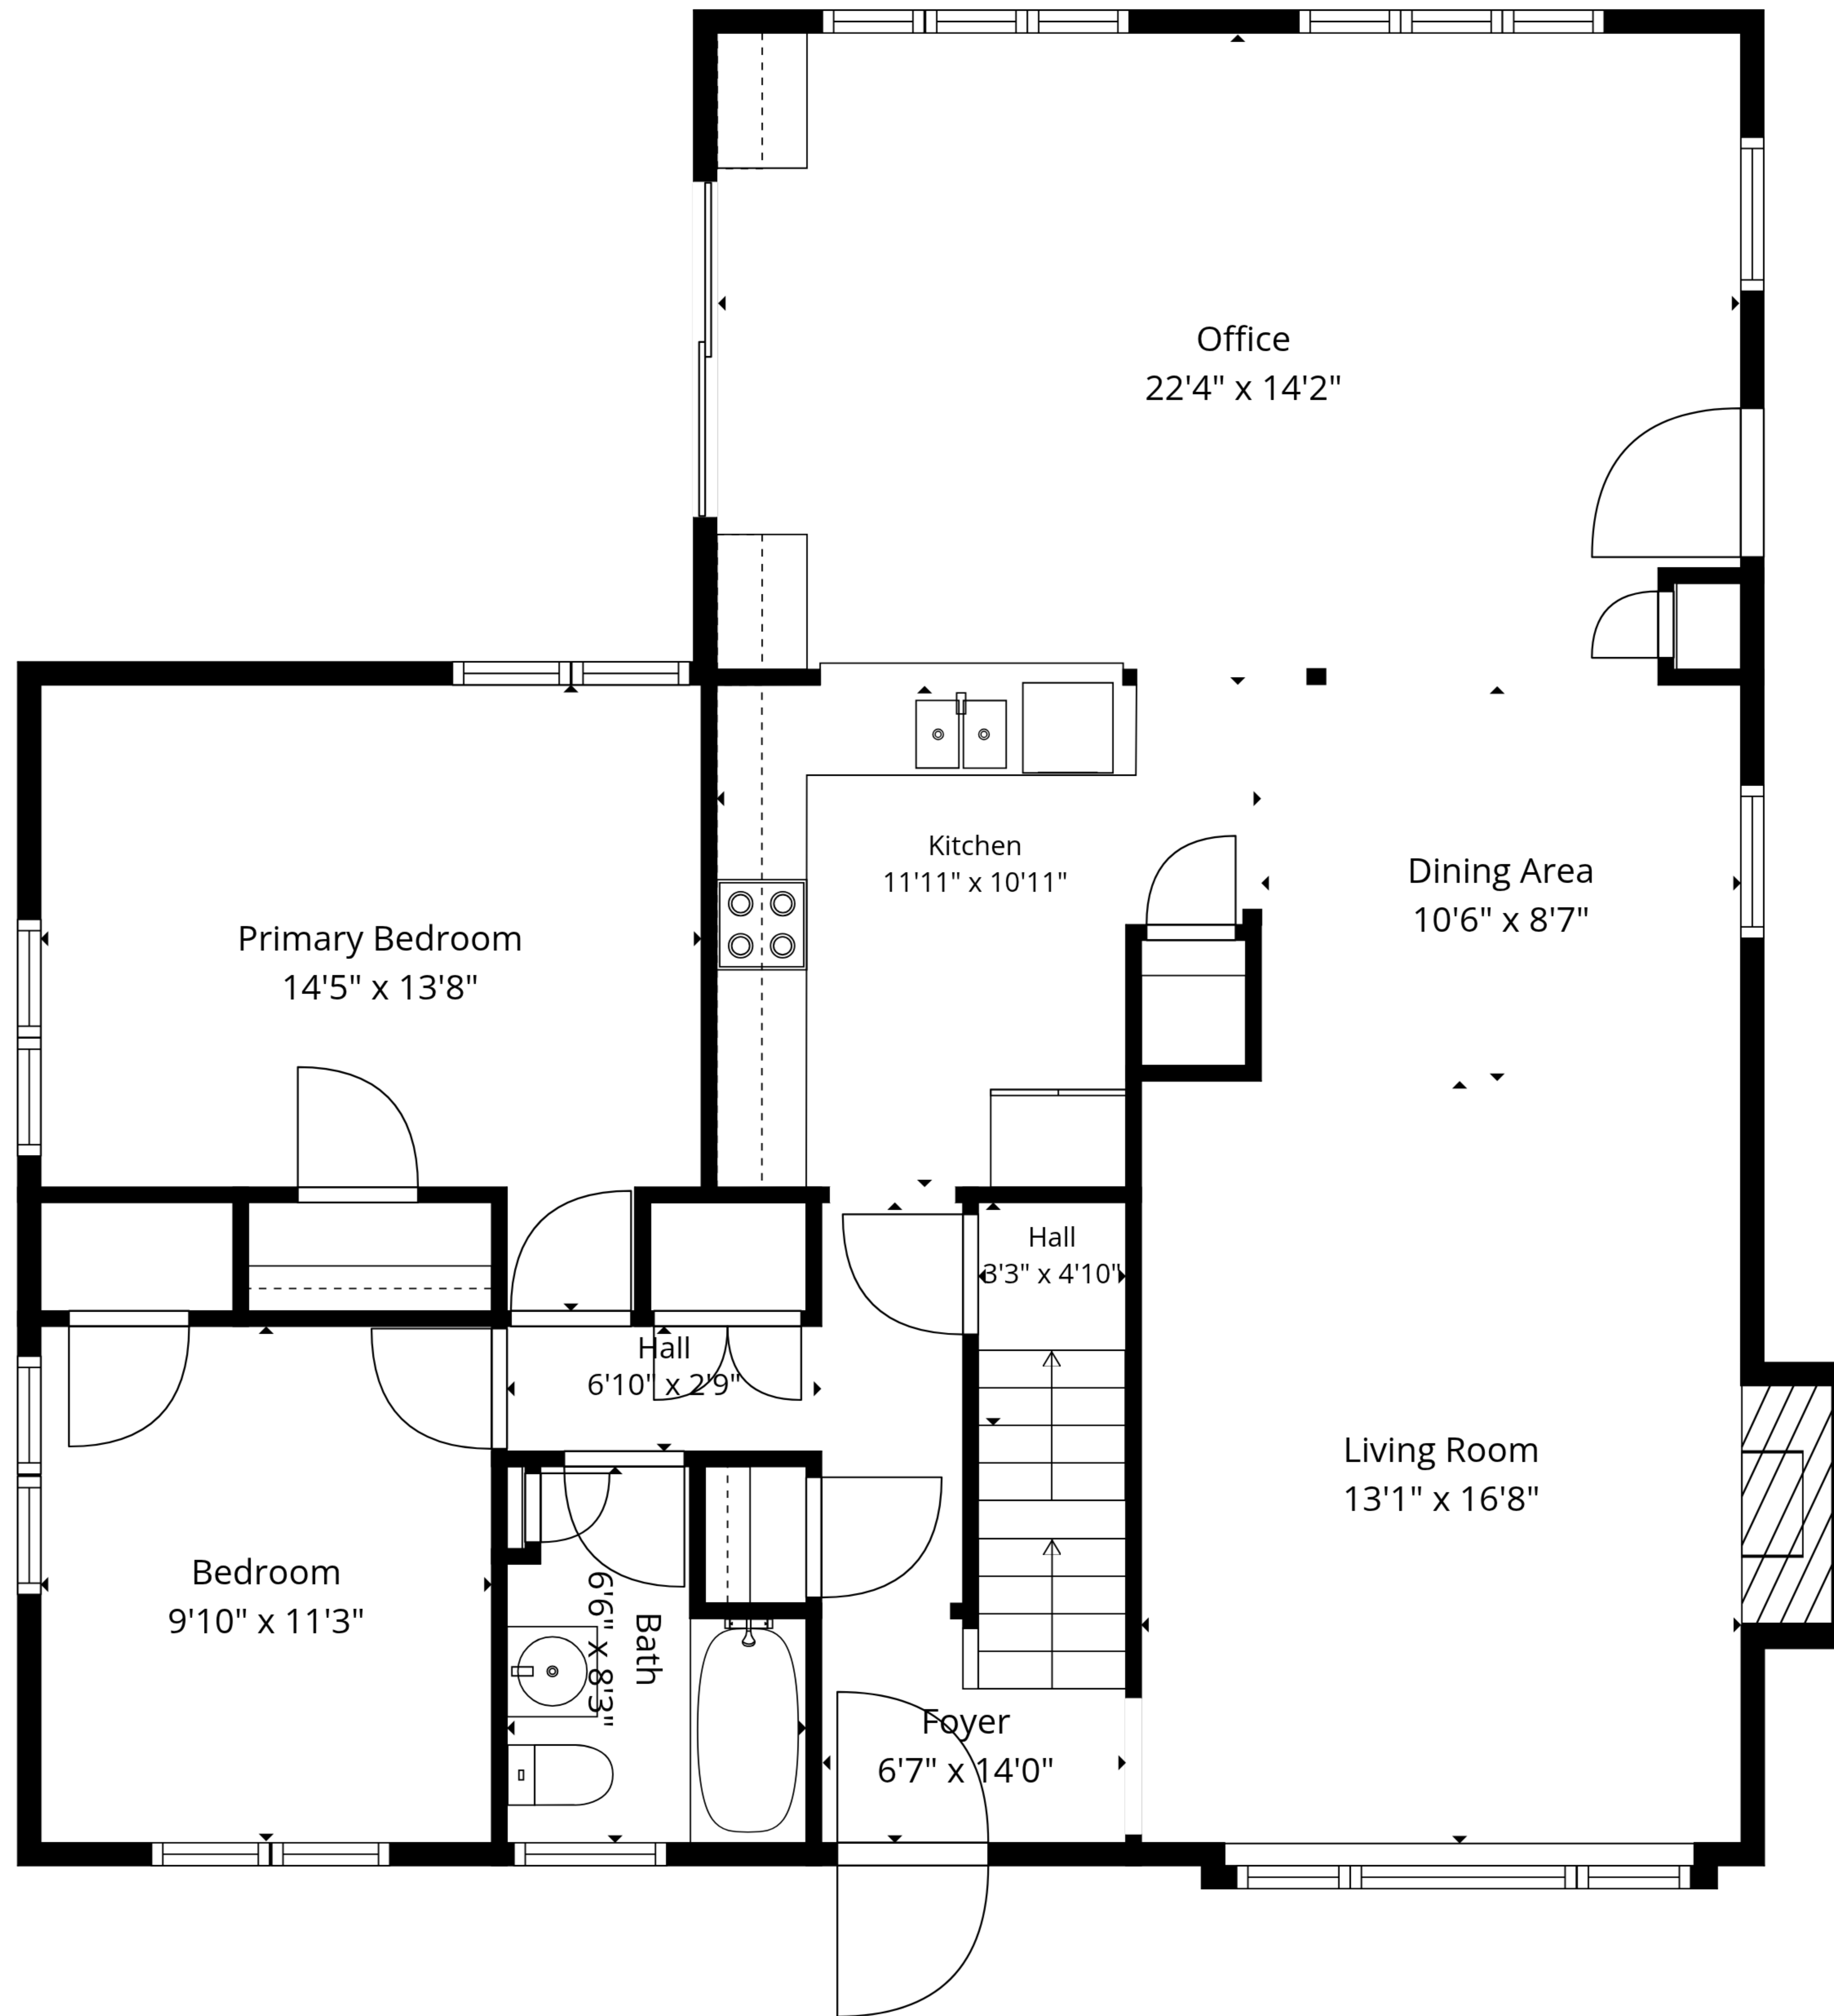 Office
22'4" x 14'2"
Kitchen
11'11" x 10'11"
Dining Area
10'6" x 8'7"
Primary Bedroom
14'5" x 13'8"
Hall
3'3" x 4'10"
Hall
6'10" x 2'9"
Living Room
13'1" x 16'8"
Bedroom
9'10" x 11'3"
Bath
6'6" x 8'3"
Foyer
6'7" x 14'0"